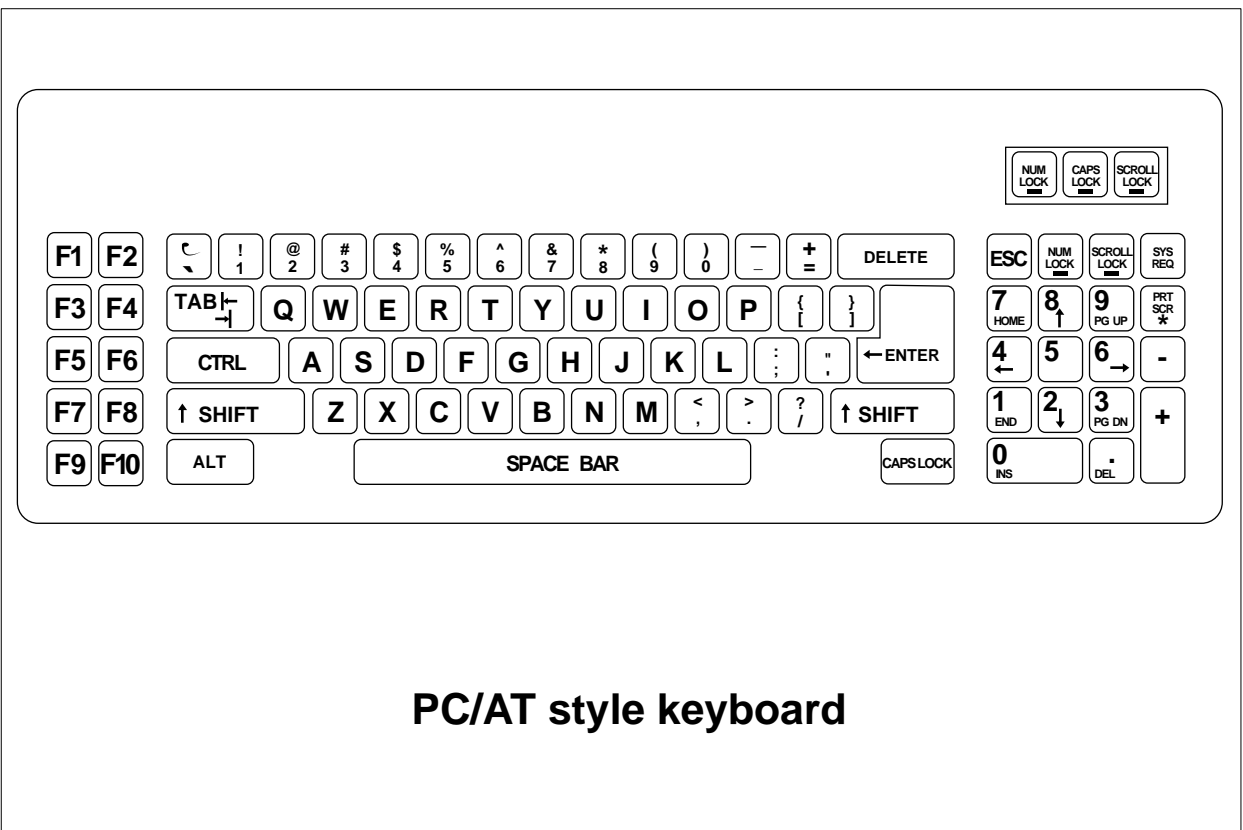 NUM LOCK CAPS LOCK SCROLL LOCK
F1 F2 ! 1 @ 2 # 3 $ 4 % 5 ^ 6 & 7 * 8 ( 9 ) 0 — _ + = DELETE ESC NUM LOCK SCROLL LOCK SYS REQ
F3 F4 TAB Q W E R T Y U I O P { [ } ] 7 HOME 8 ↑ 9 PG UP PRT SCR *
F5 F6 CTRL A S D F G H J K L : ; " ' ←ENTER 4 ← 5 6 → -
F7 F8 ↑ SHIFT Z X C V B N M < , > . ? / ↑ SHIFT 1 END 2 ↓ 3 PG DN +
F9 F10 ALT SPACE BAR CAPS LOCK 0 INS . DEL
PC/AT style keyboard